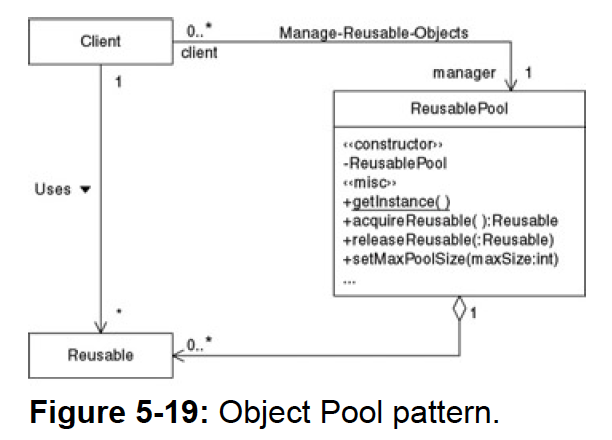 Client
0..*
client
Manage-Reusable-Objects
manager
1
1
ReusablePool
‹‹constructor››
-ReusablePool
‹‹misc››
+getInstance( )
+acquireReusable( ):Reusable
+releaseReusable(:Reusable)
+setMaxPoolSize(maxSize:int)
...
Uses ▼
1
*
0..*
Reusable
Figure 5-19: Object Pool pattern.